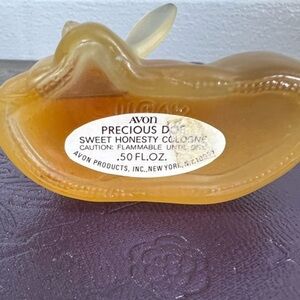 AVON
PRECIOUS DOE
SWEET HONESTY COLOGNE
CAUTION: FLAMMABLE UNTIL DRY
.50 FL.OZ.
AVON PRODUCTS, INC., NEW YORK, N.Y.